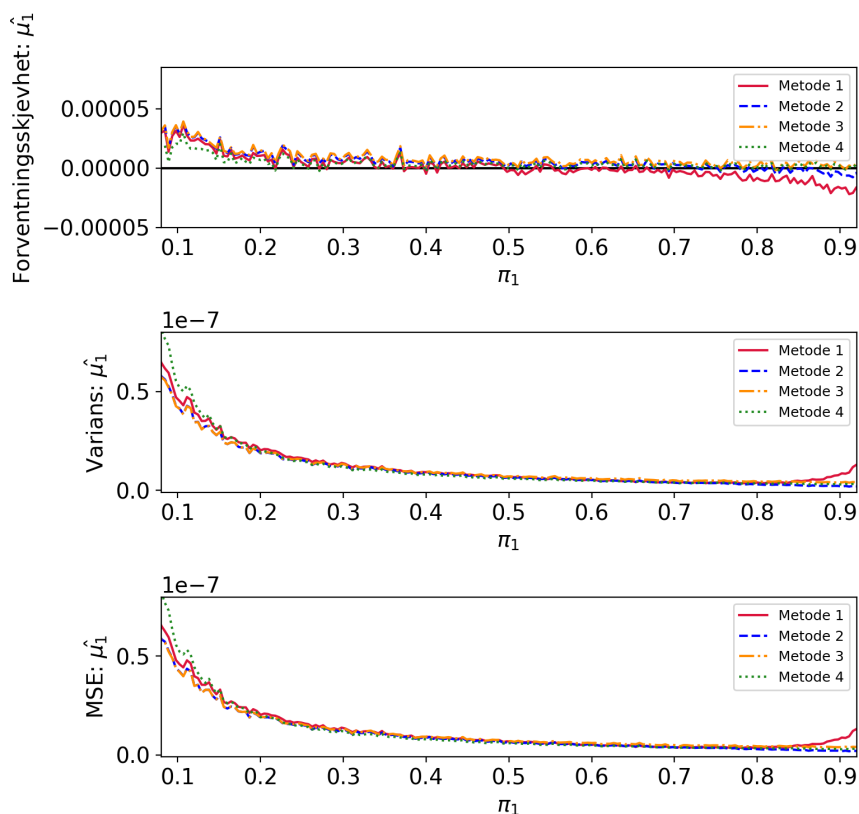 Forventningsskjevhet: μ̂₁
0.00005
0.00000
−0.00005
Metode 1
Metode 2
Metode 3
Metode 4
0.1 0.2 0.3 0.4 0.5 0.6 0.7 0.8 0.9
π₁
1e−7
Varians: μ̂₁
0.5
0.0
Metode 1
Metode 2
Metode 3
Metode 4
0.1 0.2 0.3 0.4 0.5 0.6 0.7 0.8 0.9
π₁
1e−7
MSE: μ̂₁
0.5
0.0
Metode 1
Metode 2
Metode 3
Metode 4
0.1 0.2 0.3 0.4 0.5 0.6 0.7 0.8 0.9
π₁